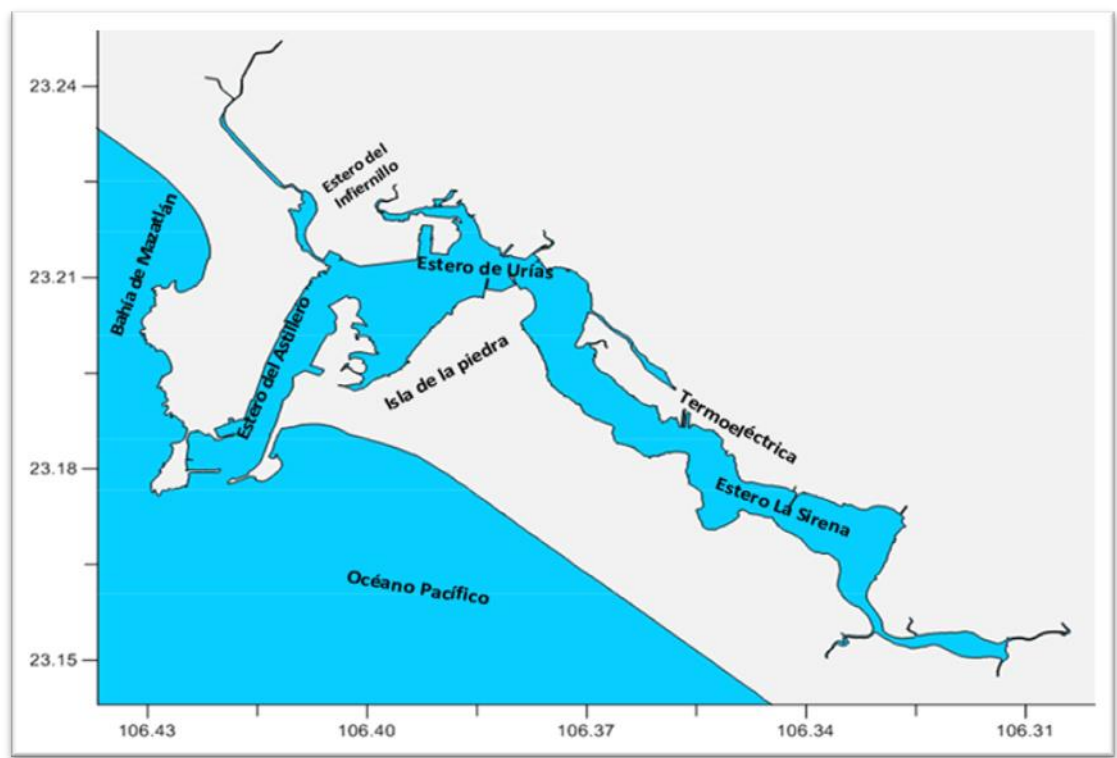 23.24
23.21
23.18
23.15
106.43
106.40
106.37
106.34
106.31
Bahía de Mazatlán
Estero del
Infiernillo
Estero de Urías
Estero del Astillero
Isla de la piedra
Termoeléctrica
Estero La Sirena
Océano Pacífico